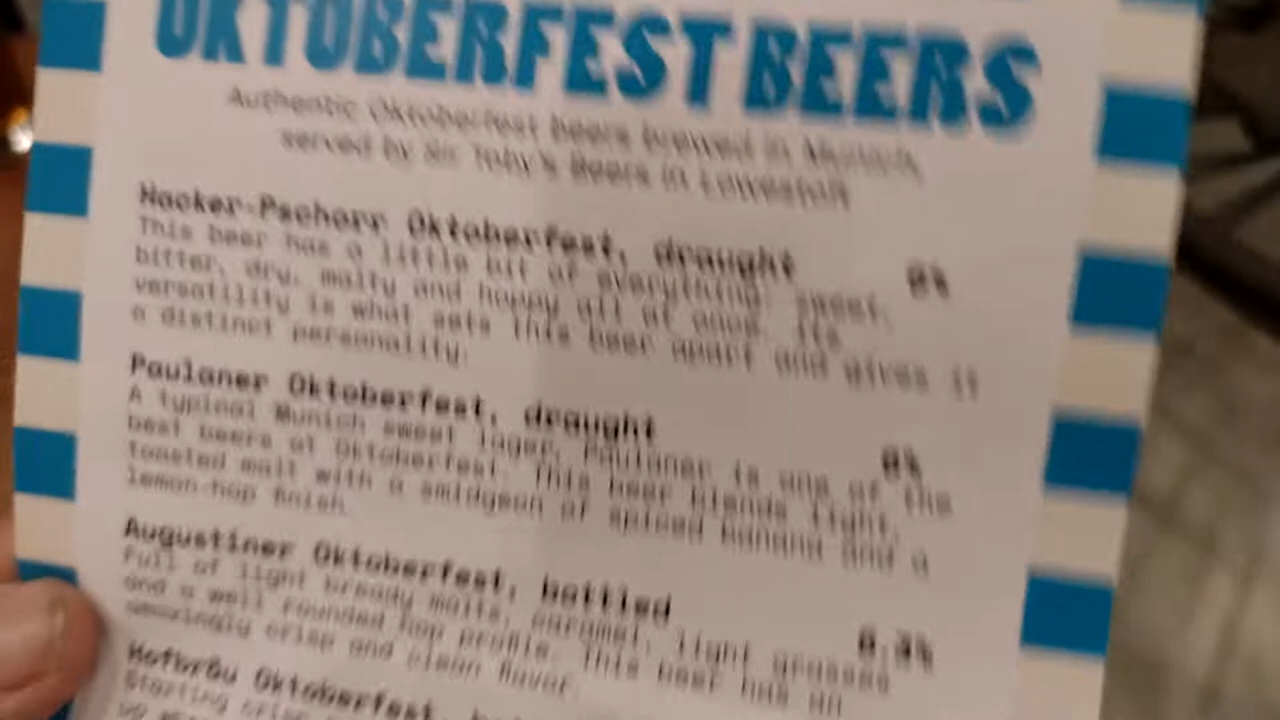 OKTOBERFEST BEERS
Authentic Oktoberfest beers brewed in Munich,
served by Sir Toby's Beers in Lowestoft
Hacker-Pschorr Oktoberfest, draught
This beer has a little bit of everything: sweet,
bitter, dry, malty and hoppy all at once. Its
versatility is what sets this beer apart and gives it
a distinct personality.
Paulaner Oktoberfest, draught
A typical Munich sweet lager, Paulaner is one of the
best beers at Oktoberfest. This beer blends light,
toasted malt with a smidgeon of spiced banana and a
lemon-hop finish.
Augustiner Oktoberfest, bottled
Full of light bready malts, caramel, light grasses
and a well rounded hop profile. This beer has an
amazingly crisp and clean flavor.
Hofbräu Oktoberfest,
Starting crisp